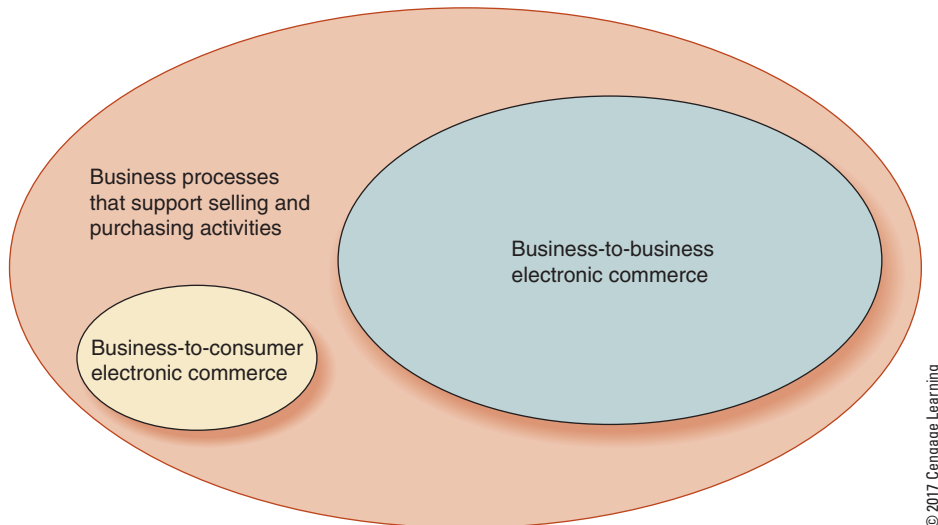 Business processes
that support selling and
purchasing activities
Business-to-business
electronic commerce
Business-to-consumer
electronic commerce
© 2017 Cengage Learning